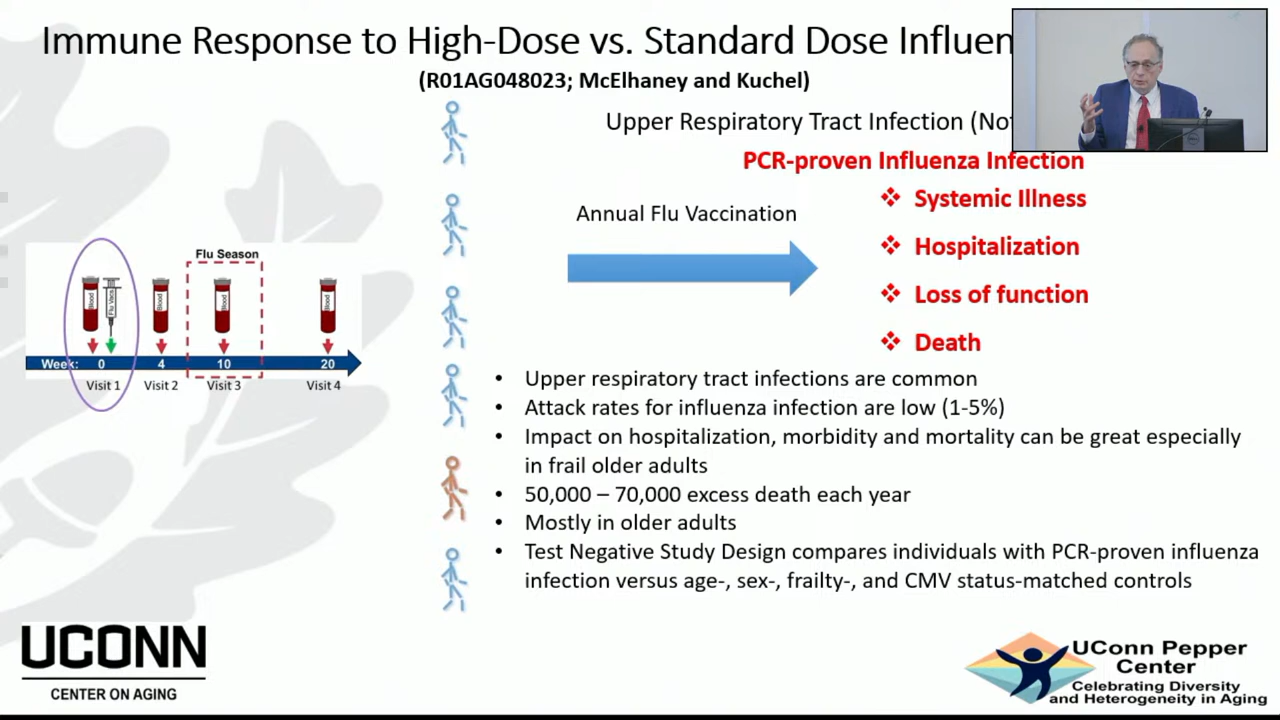 Immune Response to High-Dose vs. Standard Dose
(R01AG048023; McElhaney and Kuchel)
Upper Respiratory Tract Infection
PCR-proven Influenza Infection
❖ Systemic Illness
Annual Flu Vaccination
❖ Hospitalization
❖ Loss of function
❖ Death
Flu Season
Blood
Flu Vacc
Blood
Blood
Blood
Week: 0 4 10 20
Visit 1 Visit 2 Visit 3 Visit 4
• Upper respiratory tract infections are common
• Attack rates for influenza infection are low (1-5%)
• Impact on hospitalization, morbidity and mortality can be great especially
in frail older adults
• 50,000 – 70,000 excess death each year
• Mostly in older adults
• Test Negative Study Design compares individuals with PCR-proven influenza
infection versus age-, sex-, frailty-, and CMV status-matched controls
UCONN
CENTER ON AGING
UConn Pepper
Center
Celebrating Diversity
and Heterogeneity in Aging